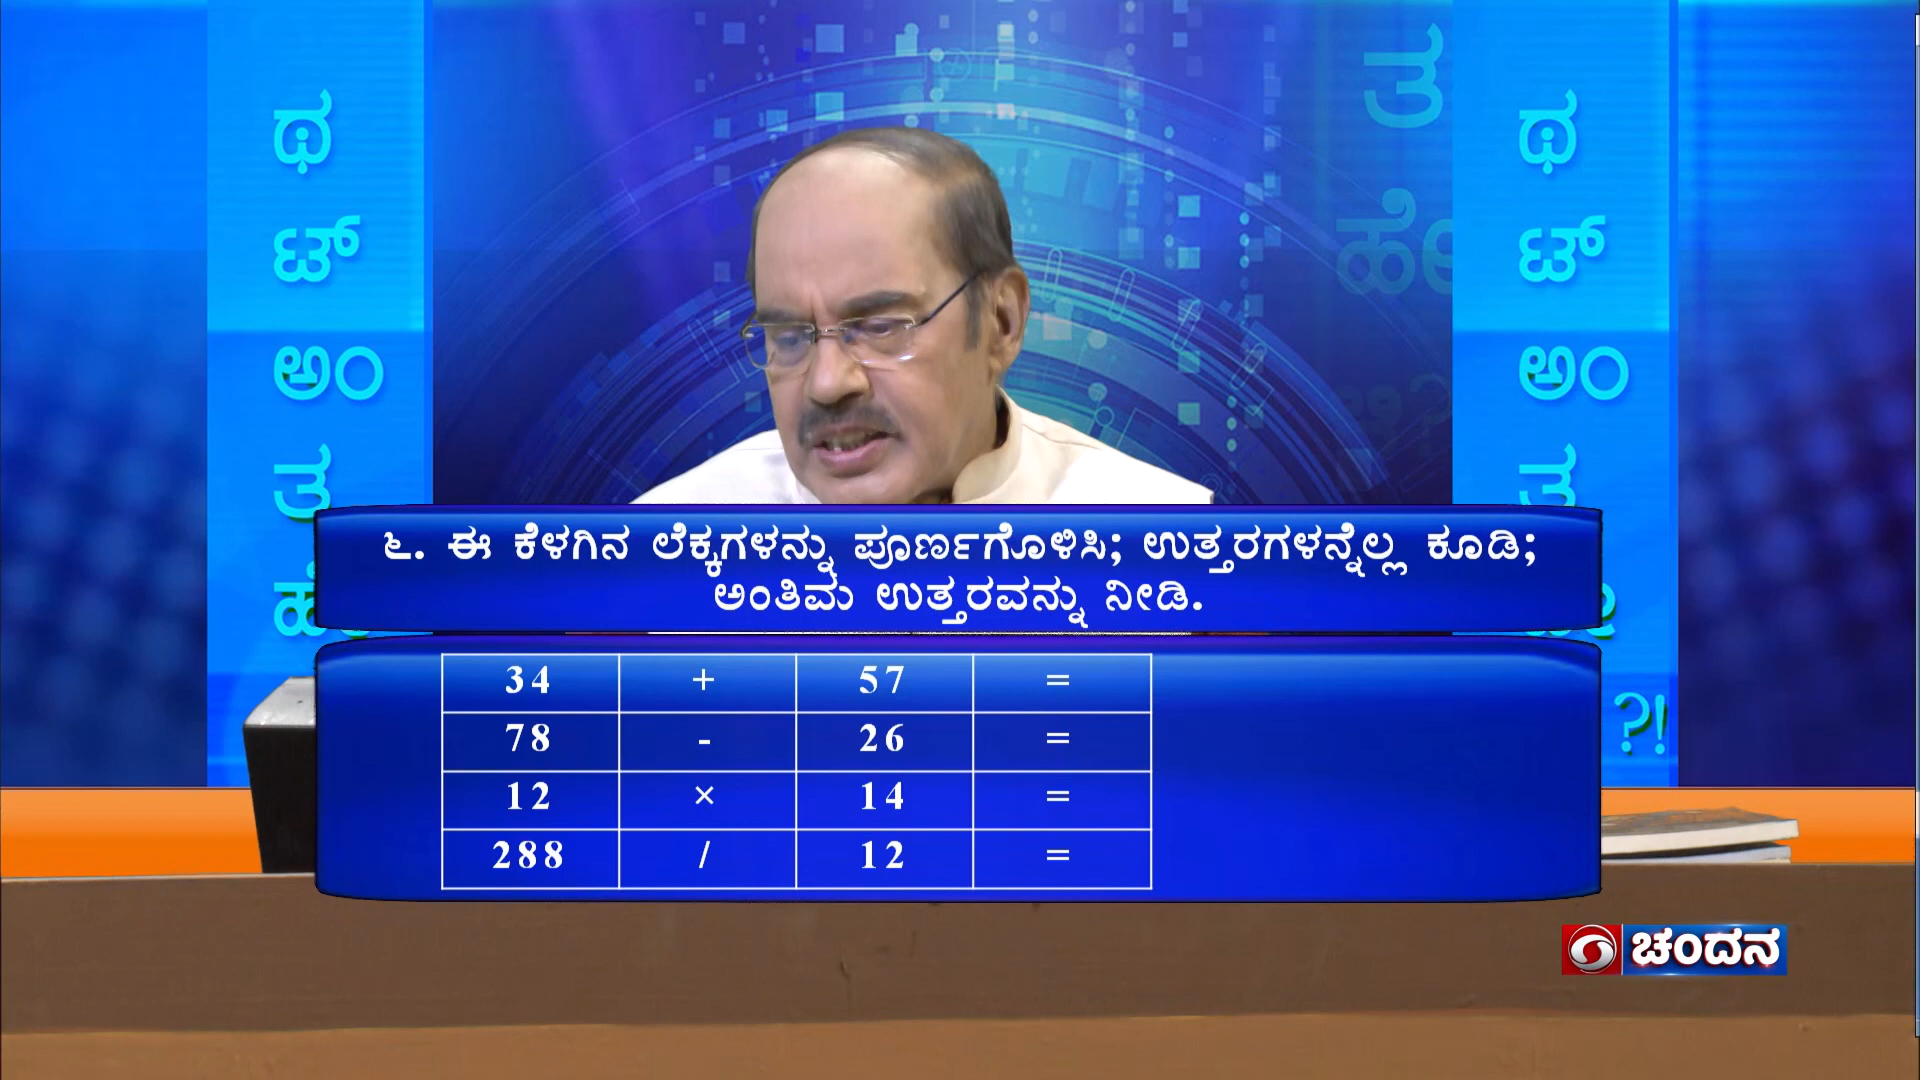 ಥ
ಟ್
ಅಂ
ತ
ಹೇ
ಥ
ಟ್
ಅಂ
೬. ಈ ಕೆಳಗಿನ ಲೆಕ್ಕಗಳನ್ನು ಪೂರ್ಣಗೊಳಿಸಿ; ಉತ್ತರಗಳನ್ನೆಲ್ಲ ಕೂಡಿ;
ಅಂತಿಮ ಉತ್ತರವನ್ನು ನೀಡಿ.
34 + 57 =
78 - 26 =
12 × 14 =
288 / 12 =
?!
ಚಂದನ